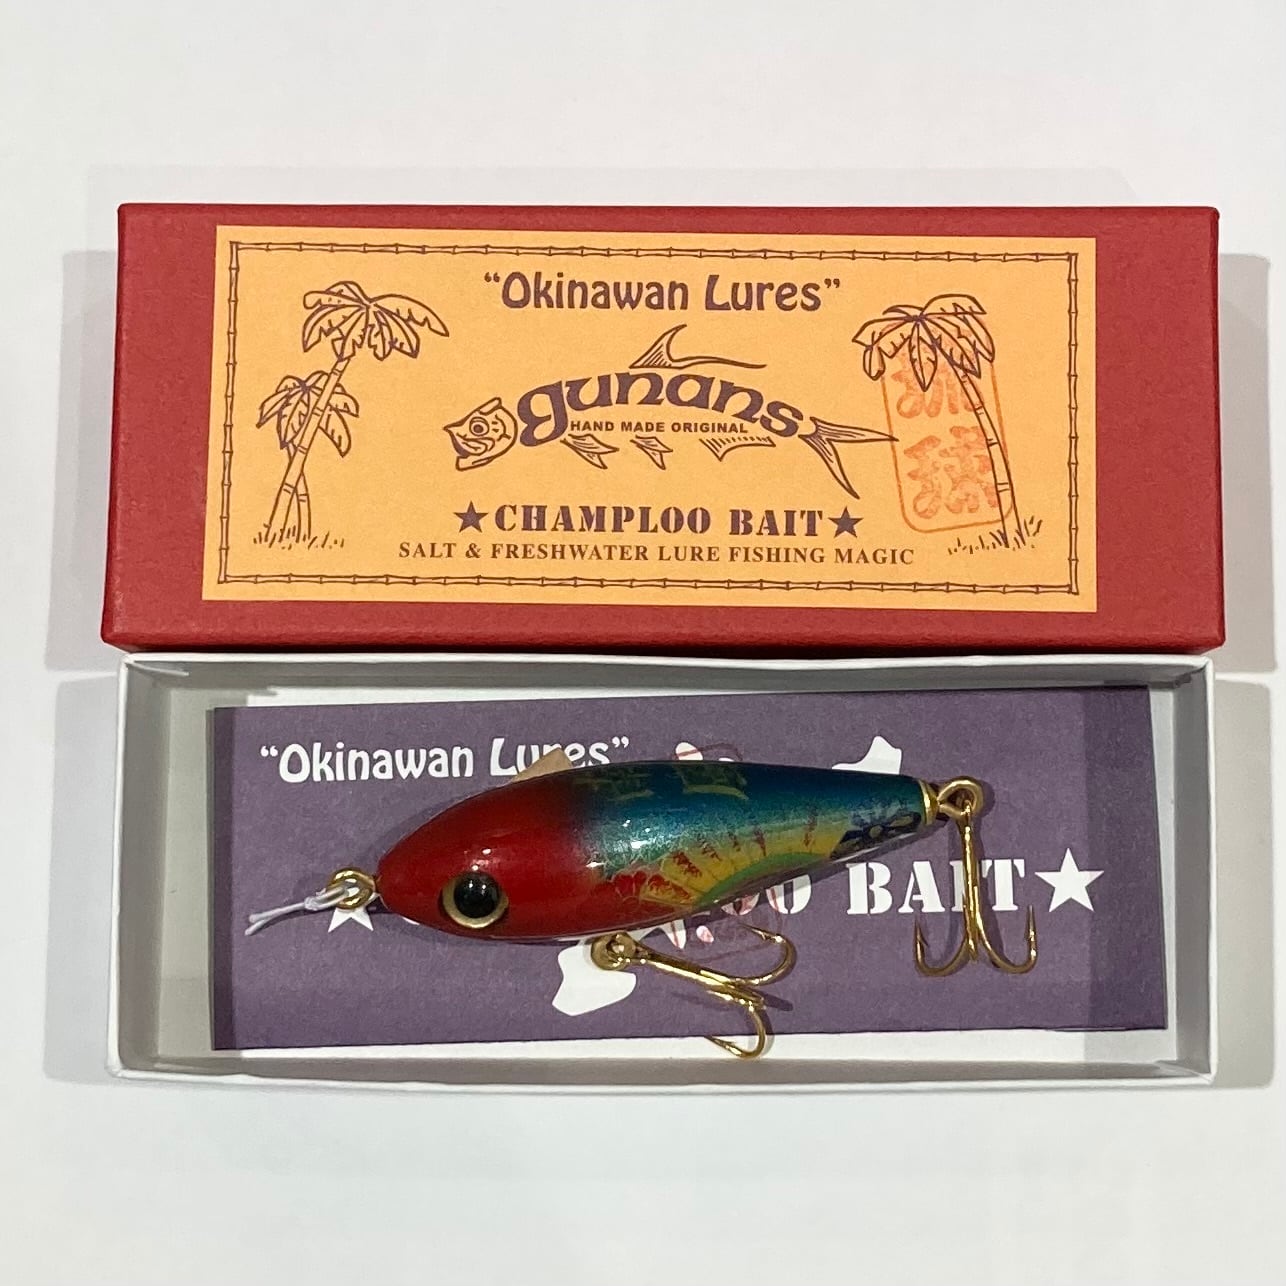 “Okinawan Lures”
gunans
HAND MADE ORIGINAL
★CHAMPLOO BAIT★
SALT & FRESHWATER LURE FISHING MAGIC
“Okinawan Lures”
BAIT★